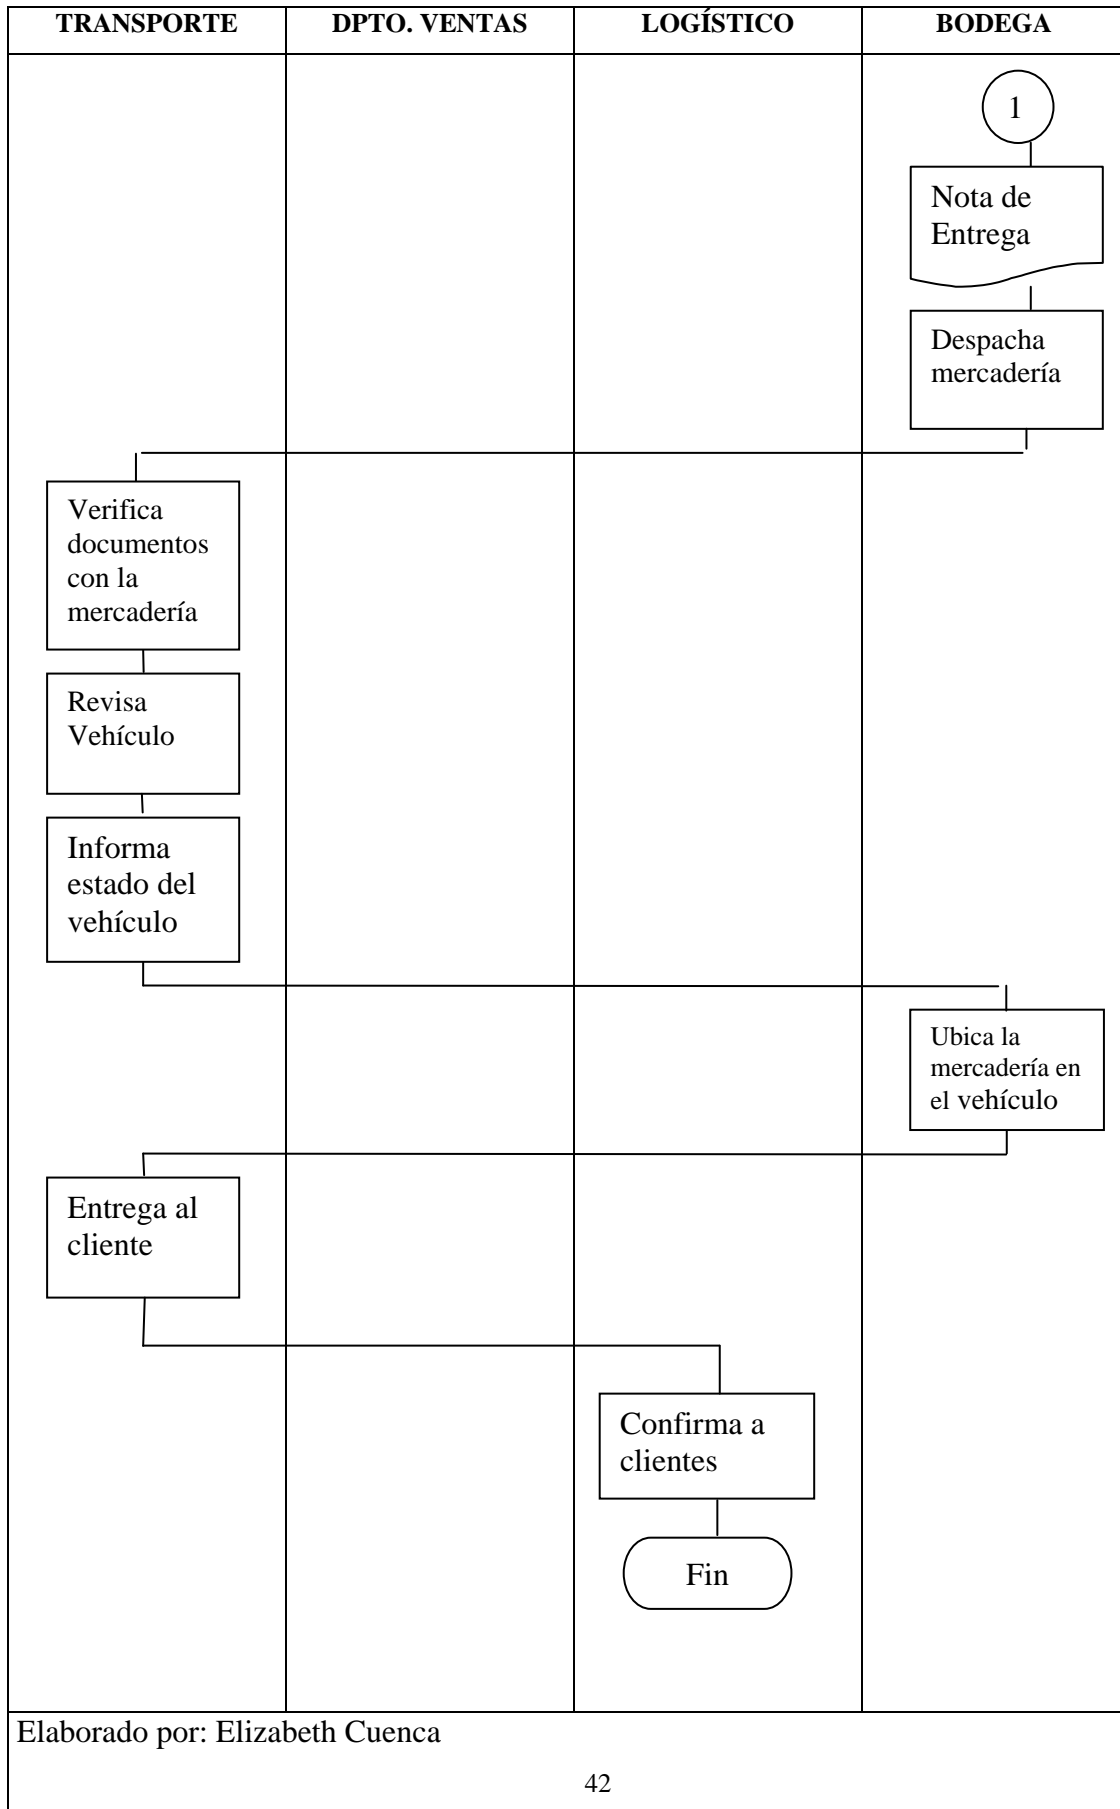 TRANSPORTE
DPTO. VENTAS
LOGÍSTICO
BODEGA
1
Nota de
Entrega
Despacha
mercadería
Verifica
documentos
con la
mercadería
Revisa
Vehículo
Informa
estado del
vehículo
Ubica la
mercadería en
el vehículo
Entrega al
cliente
Confirma a
clientes
Fin
Elaborado por: Elizabeth Cuenca
42